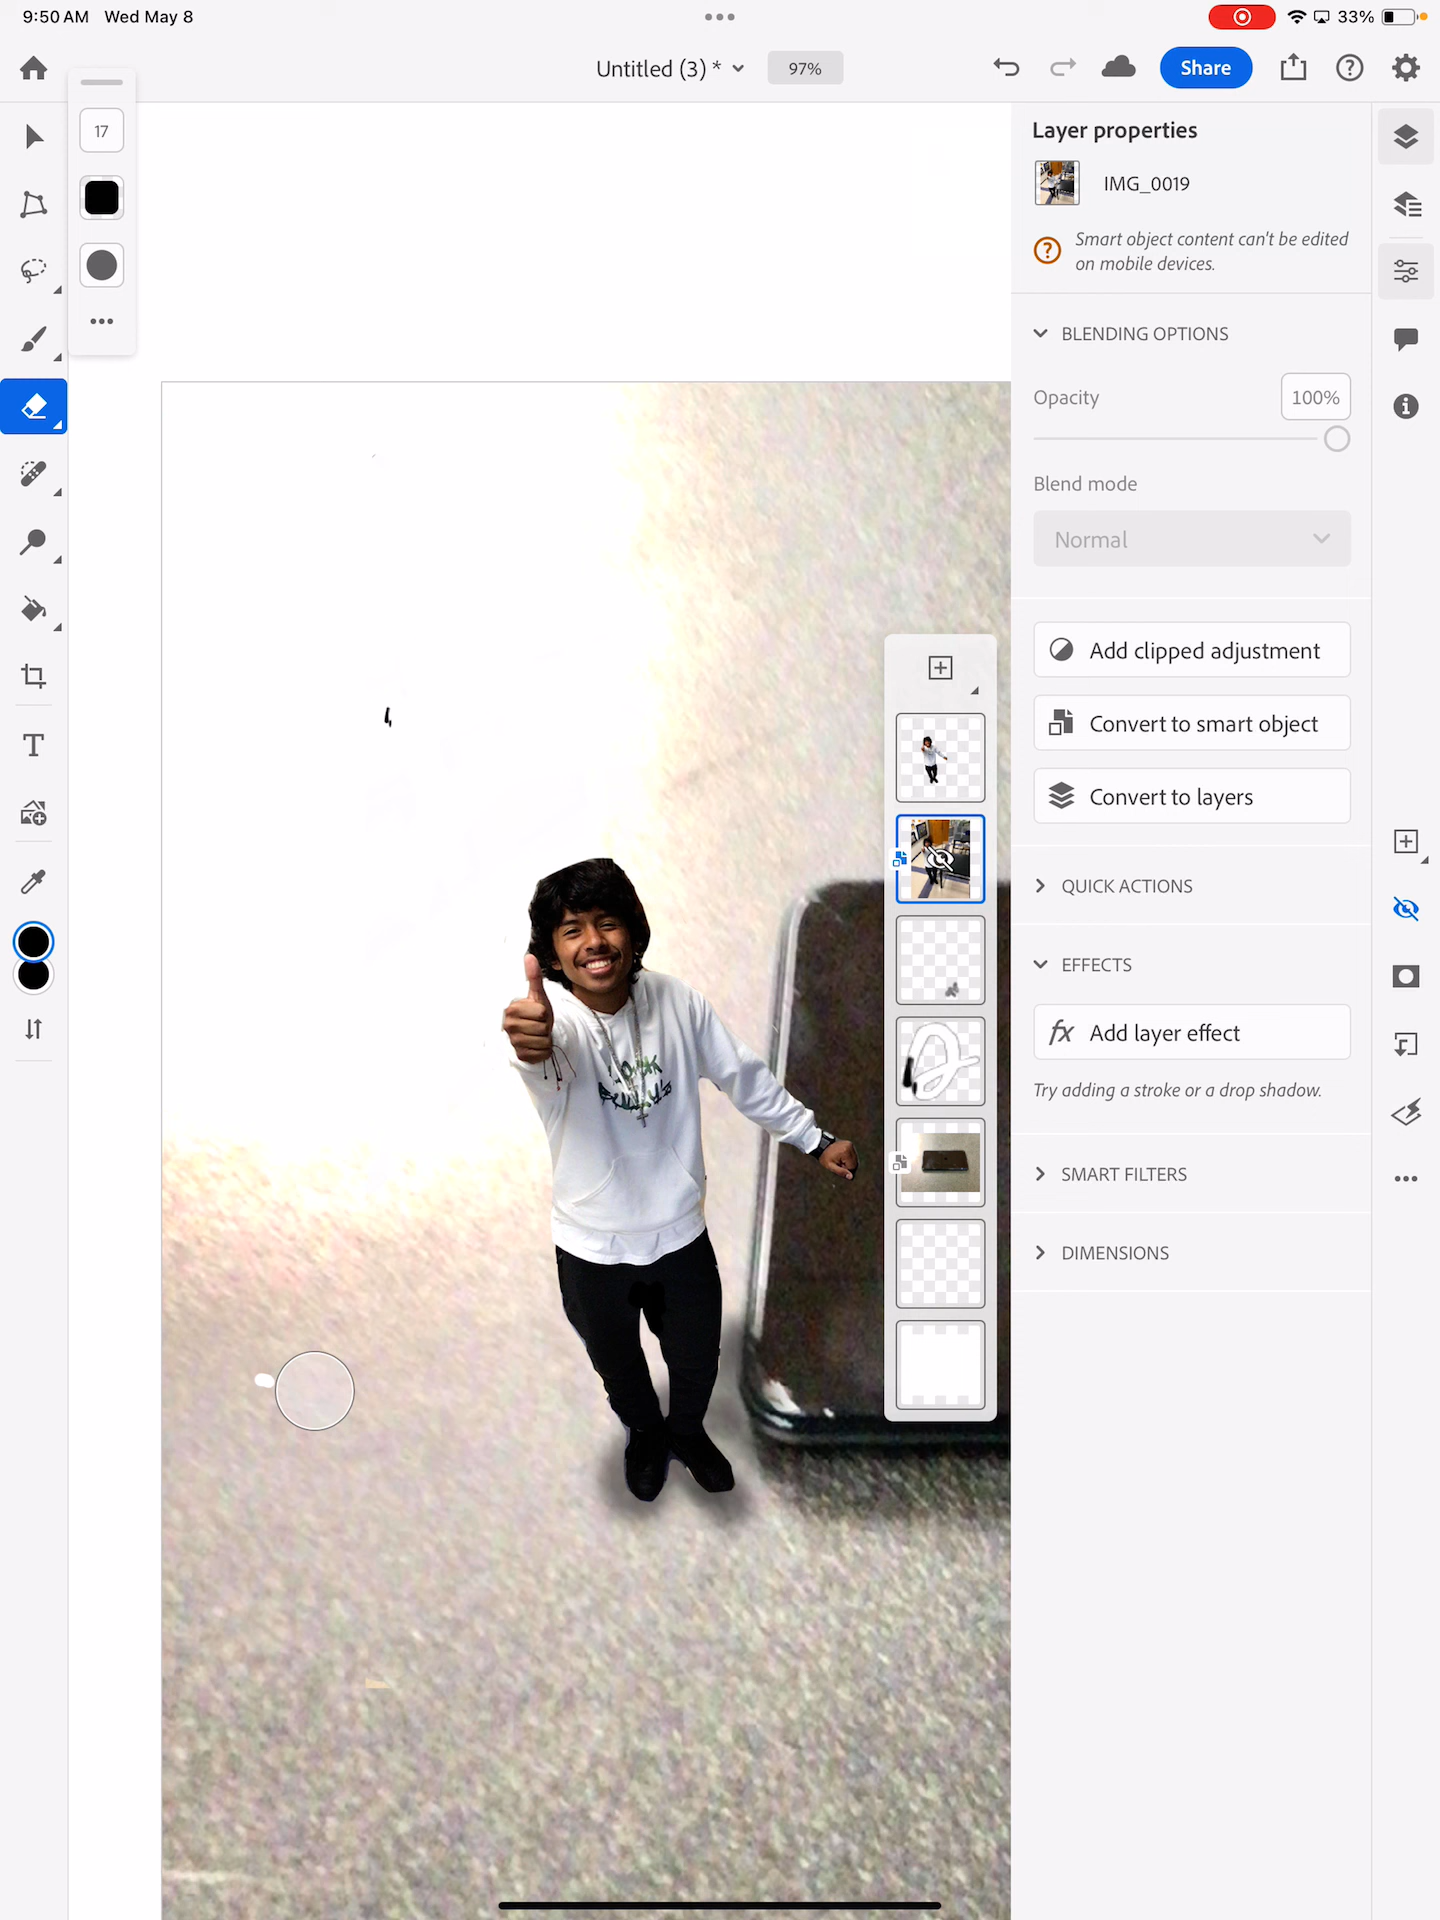 9:50 AM Wed May 8
33%
Untitled (3) *
97%
Share
17
Layer properties
IMG_0019
Smart object content can't be edited
on mobile devices.
BLENDING OPTIONS
Opacity
100%
Blend mode
Normal
Add clipped adjustment
Convert to smart object
Convert to layers
QUICK ACTIONS
EFFECTS
fx Add layer effect
Try adding a stroke or a drop shadow.
SMART FILTERS
DIMENSIONS
T